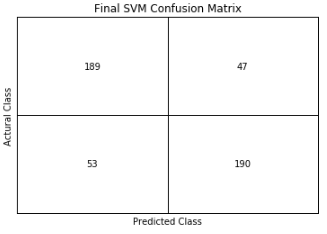 Final SVM Confusion Matrix
189 47
Actural Class
53 190
Predicted Class